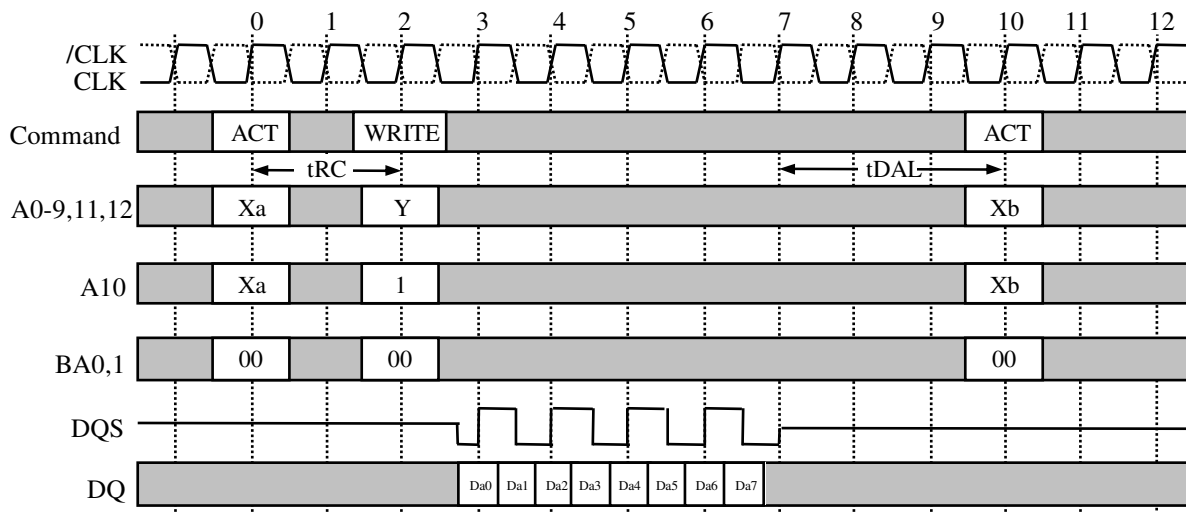 0 1 2 3 4 5 6 7 8 9 10 11 12
/CLK
CLK
Command ACT WRITE ACT
tRC tDAL
A0-9,11,12 Xa Y Xb
A10 Xa 1 Xb
BA0,1 00 00 00
DQS
DQ Da0 Da1 Da2 Da3 Da4 Da5 Da6 Da7